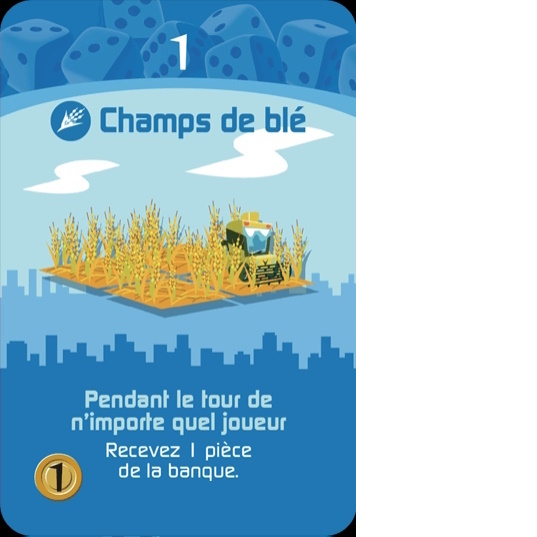 1
Champs de blé
Pendant le tour de
n'importe quel joueur
Recevez 1 pièce
de la banque.
1